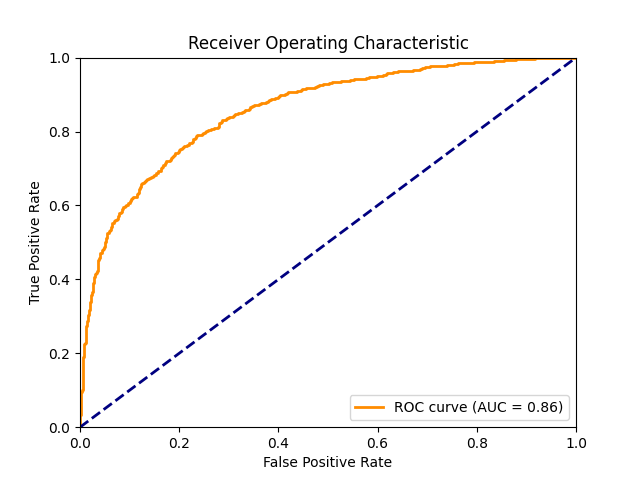 Receiver Operating Characteristic
True Positive Rate
1.0
0.8
0.6
0.4
0.2
0.0
ROC curve (AUC = 0.86)
0.0 0.2 0.4 0.6 0.8 1.0
False Positive Rate